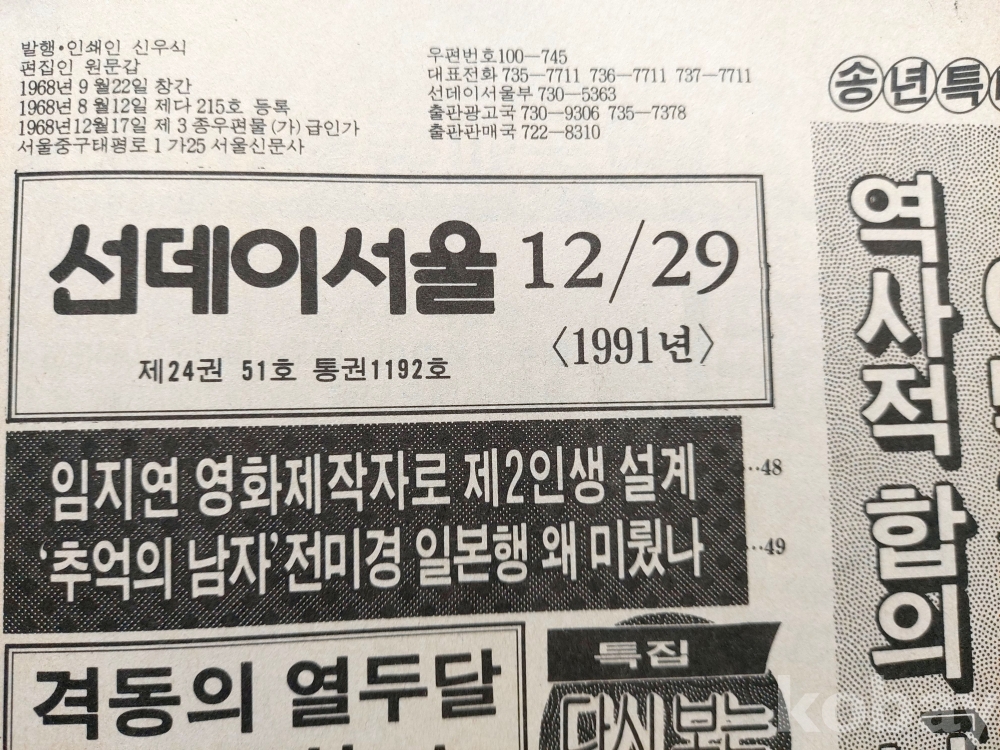 발행•인쇄인 신우식
편집인 원문갑
1968년 9월22일 창간
1968년 8월12일 제다 215호 등록
1968년12월17일 제3종우편물(가)급인가
서울중구태평로1가25 서울신문사
우편번호100—745
대표전화 735—7711 736—7711 737—7711
선데이서울부 730—5363
출판광고국 730—9306 735—7378
출판판매국 722—8310
선데이서울 12/29
〈1991년〉
제24권 51호 통권1192호
임지연 영화제작자로 제2인생 설계 …48
'추억의 남자'전미경 일본행 왜 미뤘나 …49
격동의 열두달
특집
다시 보는
송년특
역사적 합의
koba